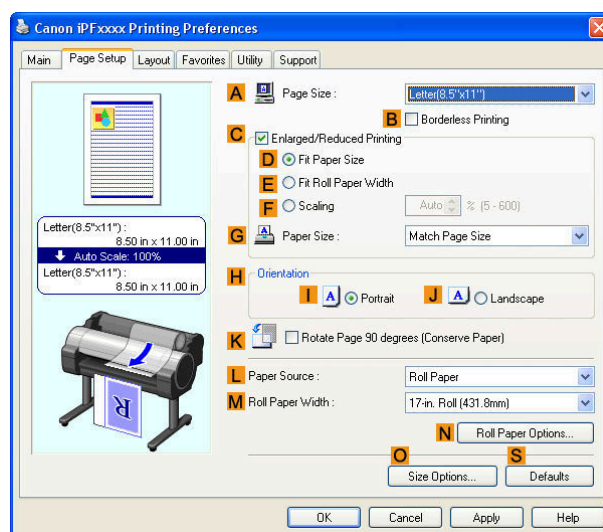 Canon iPFxxxx Printing Preferences
Main Page Setup Layout Favorites Utility Support
A Page Size : Letter(8.5"x11")
B Borderless Printing
C Enlarged/Reduced Printing
D Fit Paper Size
E Fit Roll Paper Width
F Scaling Auto % (5 - 600)
G Paper Size : Match Page Size
Letter(8.5"x11") :
8.50 in x 11.00 in
Auto Scale: 100%
Letter(8.5"x11") :
8.50 in x 11.00 in
H Orientation
I A Portrait J A Landscape
K Rotate Page 90 degrees (Conserve Paper)
R
L Paper Source : Roll Paper
M Roll Paper Width : 17-in. Roll (431.8mm)
N Roll Paper Options...
O S
Size Options... Defaults
OK Cancel Apply Help